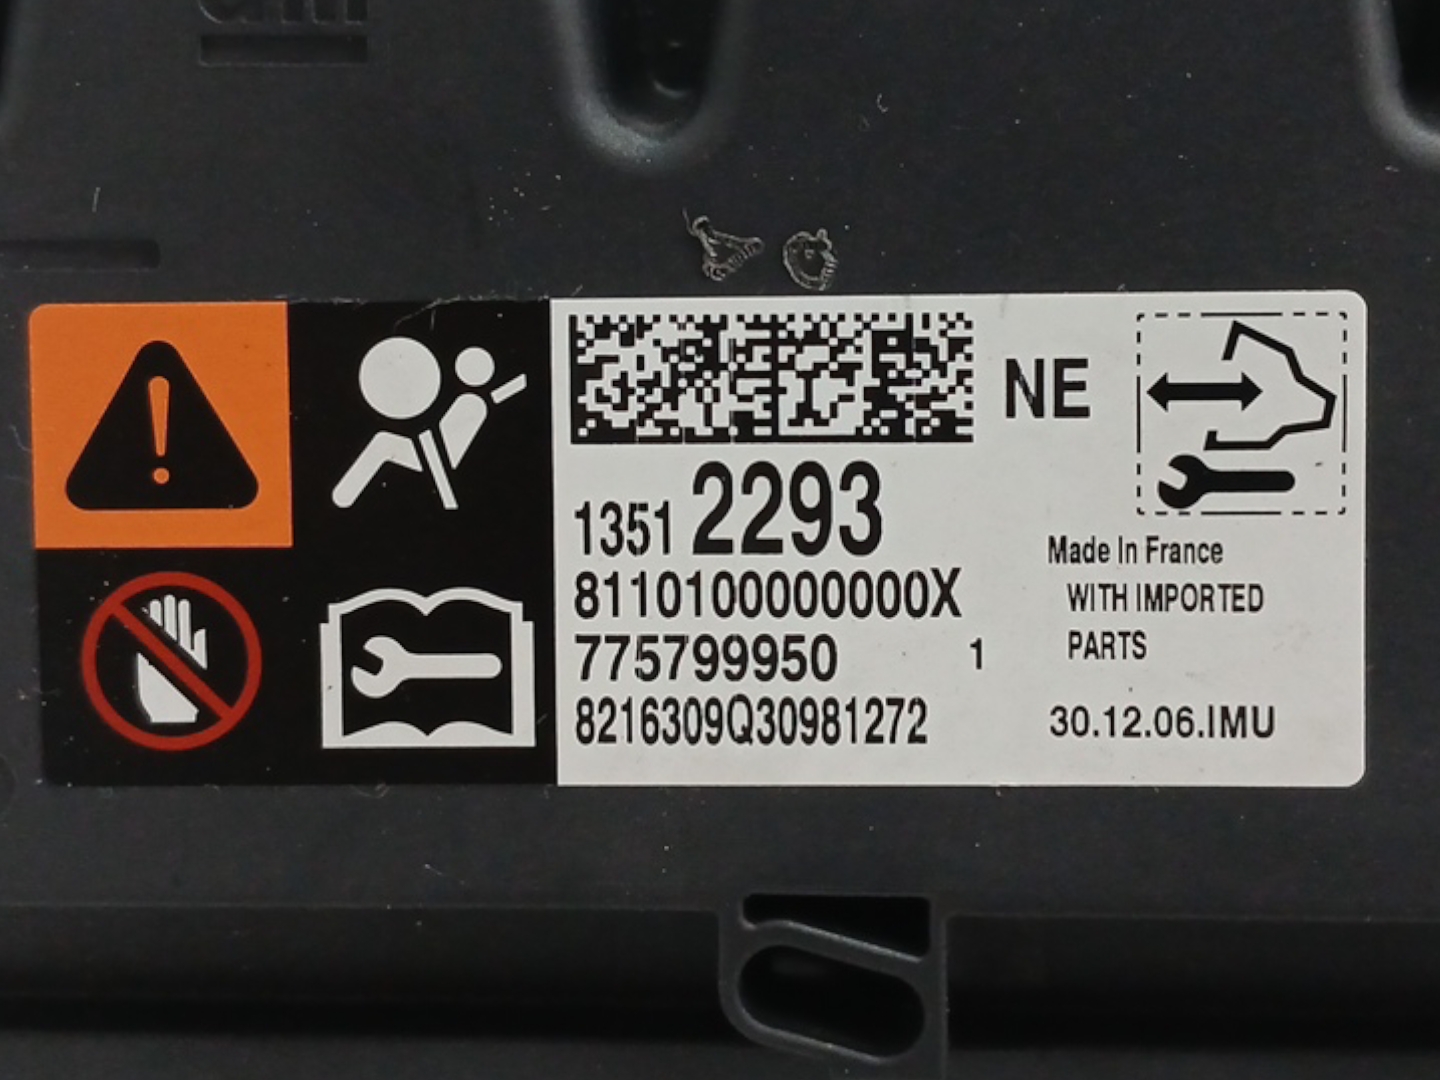 NE
1351 2293
8110100000000X
775799950 1
8216309Q30981272
Made In France
WITH IMPORTED
PARTS
30.12.06.IMU